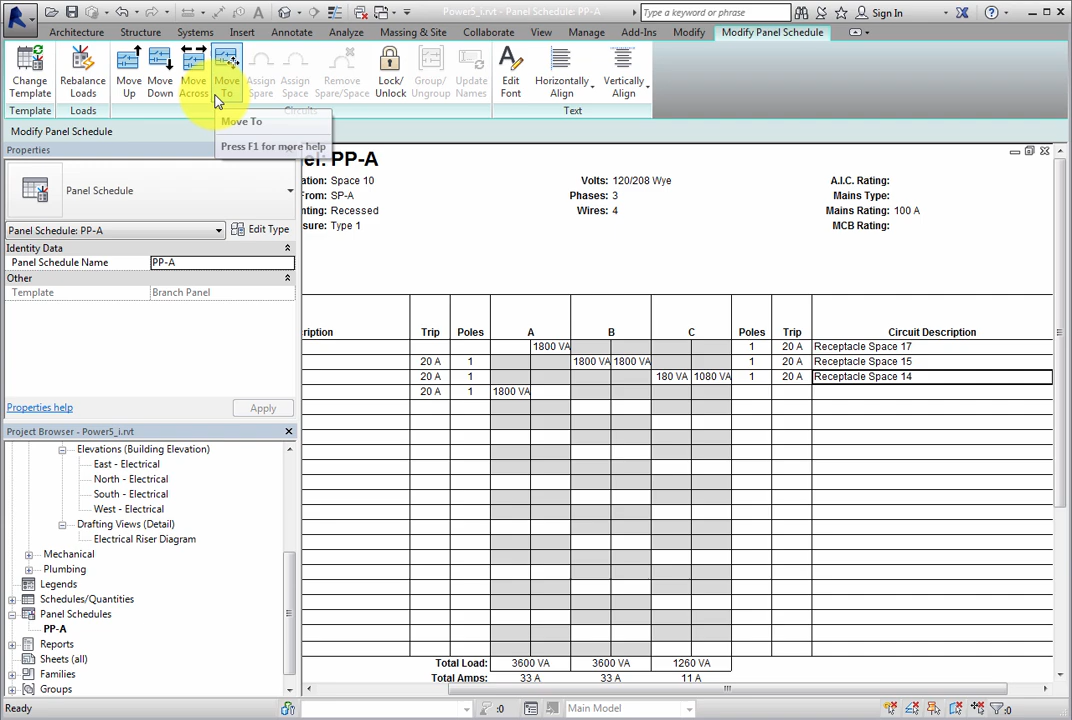 Power5_i.rvt - Panel Schedule: PP-A
Type a keyword or phrase
Sign In
Architecture Structure Systems Insert Annotate Analyze Massing & Site Collaborate View Manage Add-Ins Modify Modify Panel Schedule
Change Template
Rebalance Loads
Move Up
Move Down
Move Across
Move To
Assign Spare
Assign Space
Remove Spare/Space
Lock/ Unlock
Group/ Ungroup
Update Names
Edit Font
Horizontally Align
Vertically Align
Template Loads Circuits Text
Move To
Press F1 for more help
Modify Panel Schedule
Properties
Panel Schedule
Panel Schedule: PP-A
Edit Type
Identity Data
Panel Schedule Name PP-A
Other
Template Branch Panel
Properties help
Apply
Project Browser - Power5_i.rvt
Elevations (Building Elevation)
East - Electrical
North - Electrical
South - Electrical
West - Electrical
Drafting Views (Detail)
Electrical Riser Diagram
Mechanical
Plumbing
Legends
Schedules/Quantities
Panel Schedules
PP-A
Reports
Sheets (all)
Families
Groups
el: PP-A
ation: Space 10 Volts: 120/208 Wye A.I.C. Rating:
From: SP-A Phases: 3 Mains Type:
nting: Recessed Wires: 4 Mains Rating: 100 A
sure: Type 1 MCB Rating:
ription Trip Poles A B C Poles Trip Circuit Description
1800 VA 1 20 A Receptacle Space 17
20 A 1 1800 VA 1800 VA 1 20 A Receptacle Space 15
20 A 1 180 VA 1080 VA 1 20 A Receptacle Space 14
20 A 1 1800 VA
Total Load: 3600 VA 3600 VA 1260 VA
Total Amps: 33 A 33 A 11 A
Ready
:0
Main Model
:0